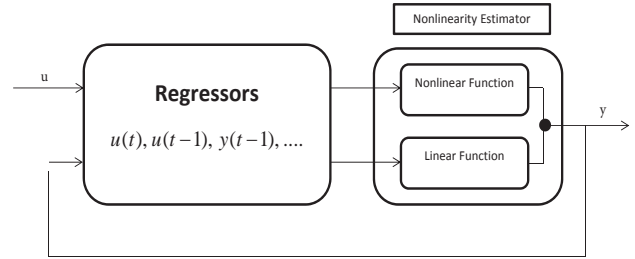 Nonlinearity Estimator
u
Regressors
u(t), u(t−1), y(t−1), ....
Nonlinear Function
Linear Function
y